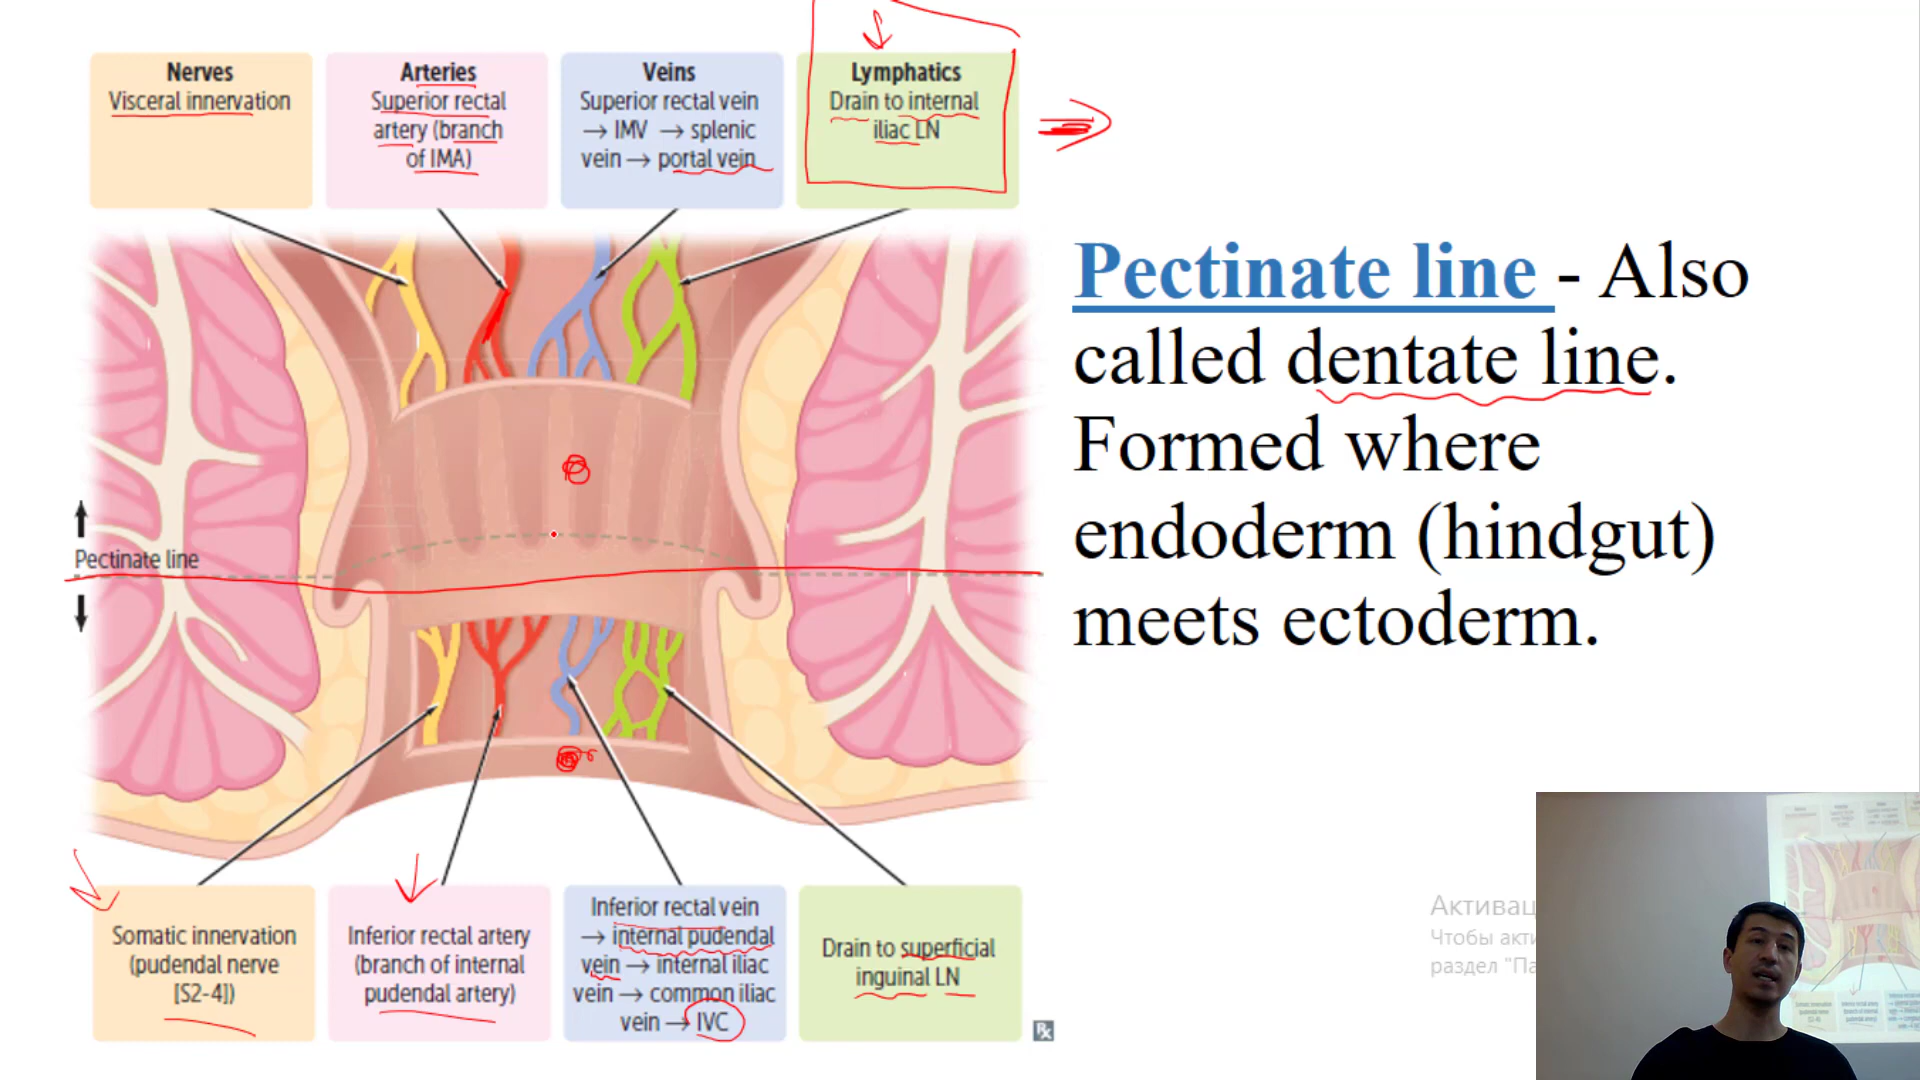 Nerves
Visceral innervation
Arteries
Superior rectal
artery (branch
of IMA)
Veins
Superior rectal vein
→ IMV → splenic
vein → portal vein
Lymphatics
Drain to internal
iliac LN
Pectinate line
Pectinate line - Also
called dentate line.
Formed where
endoderm (hindgut)
meets ectoderm.
Somatic innervation
(pudendal nerve
[S2-4])
Inferior rectal artery
(branch of internal
pudendal artery)
Inferior rectal vein
→ internal pudendal
vein → internal iliac
vein → common iliac
vein → IVC
Drain to superficial
inguinal LN
Rx
Активац
Чтобы акти
раздел "Па